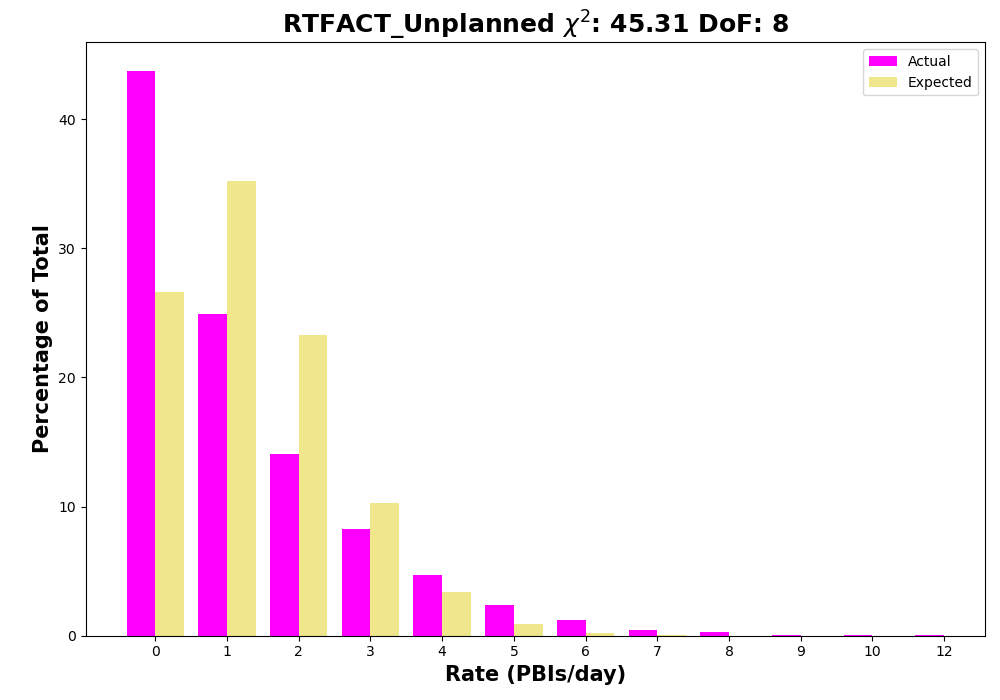 RTFACT_Unplanned χ²: 45.31 DoF: 8
Actual
Expected
Percentage of Total
40
30
20
10
0
0 1 2 3 4 5 6 7 8 9 10 12
Rate (PBIs/day)